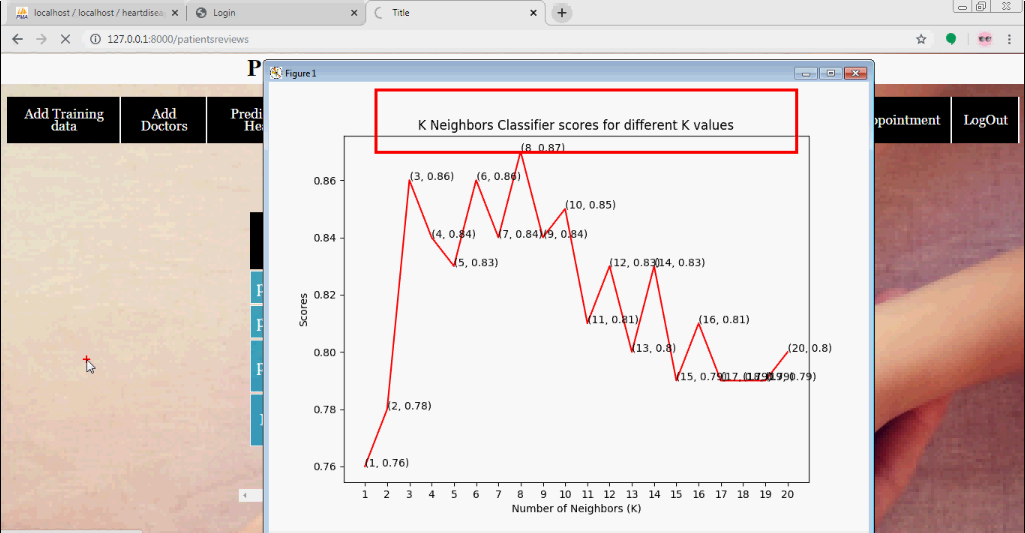 localhost / localhost / heartdisea
Login
Title
127.0.0.1:8000/patientsreviews
P
Add Training
data
Add
Doctors
Predi
Hea
ppointment
LogOut
Figure 1
K Neighbors Classifier scores for different K values
(8, 0.87)
(3, 0.86)
(6, 0.86)
(10, 0.85)
(4, 0.84)
(7, 0.84)
(9, 0.84)
(5, 0.83)
(12, 0.83)
(14, 0.83)
(11, 0.81)
(16, 0.81)
(13, 0.8)
(20, 0.8)
(15, 0.79)
(2, 0.78)
(1, 0.76)
0.86
0.84
0.82
0.80
0.78
0.76
Scores
1 2 3 4 5 6 7 8 9 10 11 12 13 14 15 16 17 18 19 20
Number of Neighbors (K)